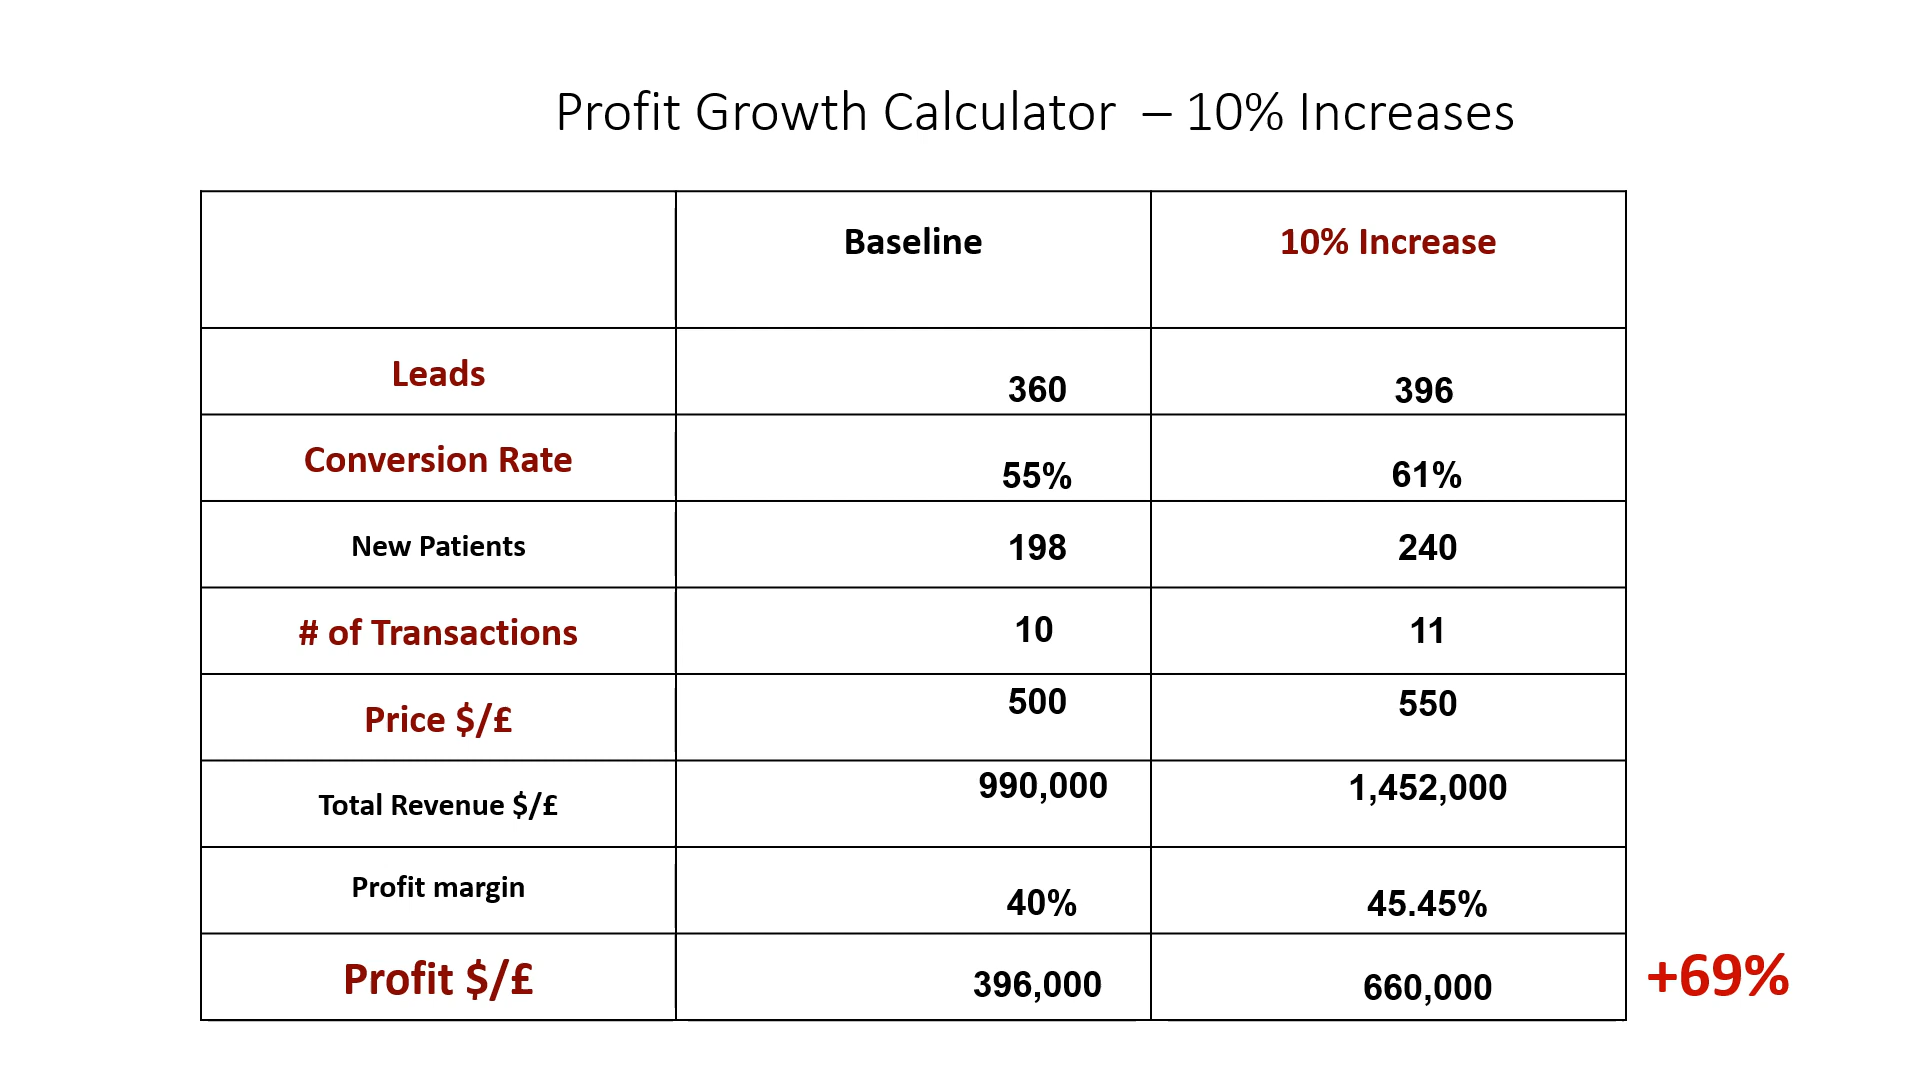 Profit Growth Calculator – 10% Increases
Baseline 10% Increase
Leads 360 396
Conversion Rate 55% 61%
New Patients 198 240
# of Transactions 10 11
Price $/£ 500 550
Total Revenue $/£ 990,000 1,452,000
Profit margin 40% 45.45%
Profit $/£ 396,000 660,000 +69%